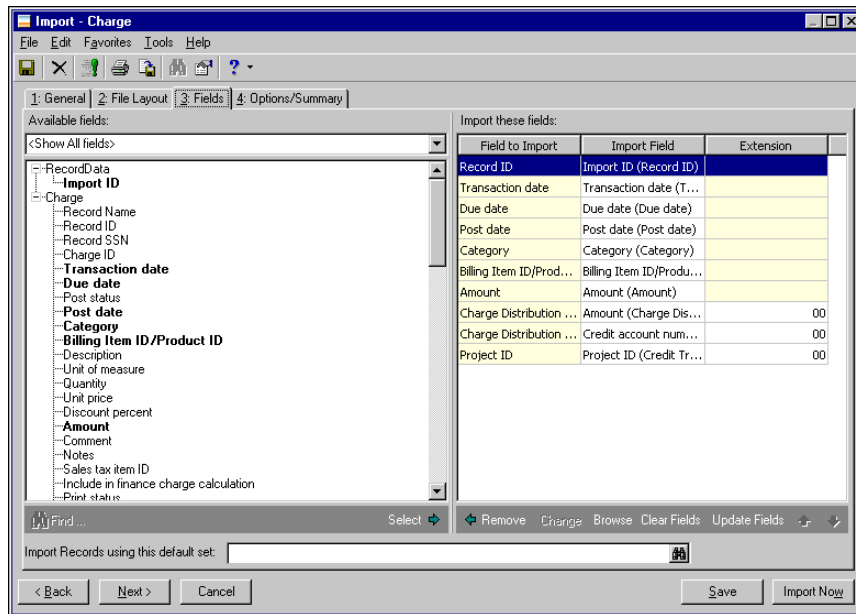 Import - Charge
File Edit Favorites Tools Help
1: General 2: File Layout 3: Fields 4: Options/Summary
Available fields:
<Show All fields>
RecordData
Import ID
Charge
Record Name
Record ID
Record SSN
Charge ID
Transaction date
Due date
Post status
Post date
Category
Billing Item ID/Product ID
Description
Unit of measure
Quantity
Unit price
Discount percent
Amount
Comment
Notes
Sales tax item ID
Include in finance charge calculation
Print status
Find ... Select
Import these fields:
Field to Import Import Field Extension
Record ID Import ID (Record ID)
Transaction date Transaction date (T...
Due date Due date (Due date)
Post date Post date (Post date)
Category Category (Category)
Billing Item ID/Prod... Billing Item ID/Produ...
Amount Amount (Amount)
Charge Distribution ... Amount (Charge Dis... 00
Charge Distribution ... Credit account num... 00
Project ID Project ID (Credit Tr... 00
Remove Change Browse Clear Fields Update Fields
Import Records using this default set:
< Back Next > Cancel Save Import Now